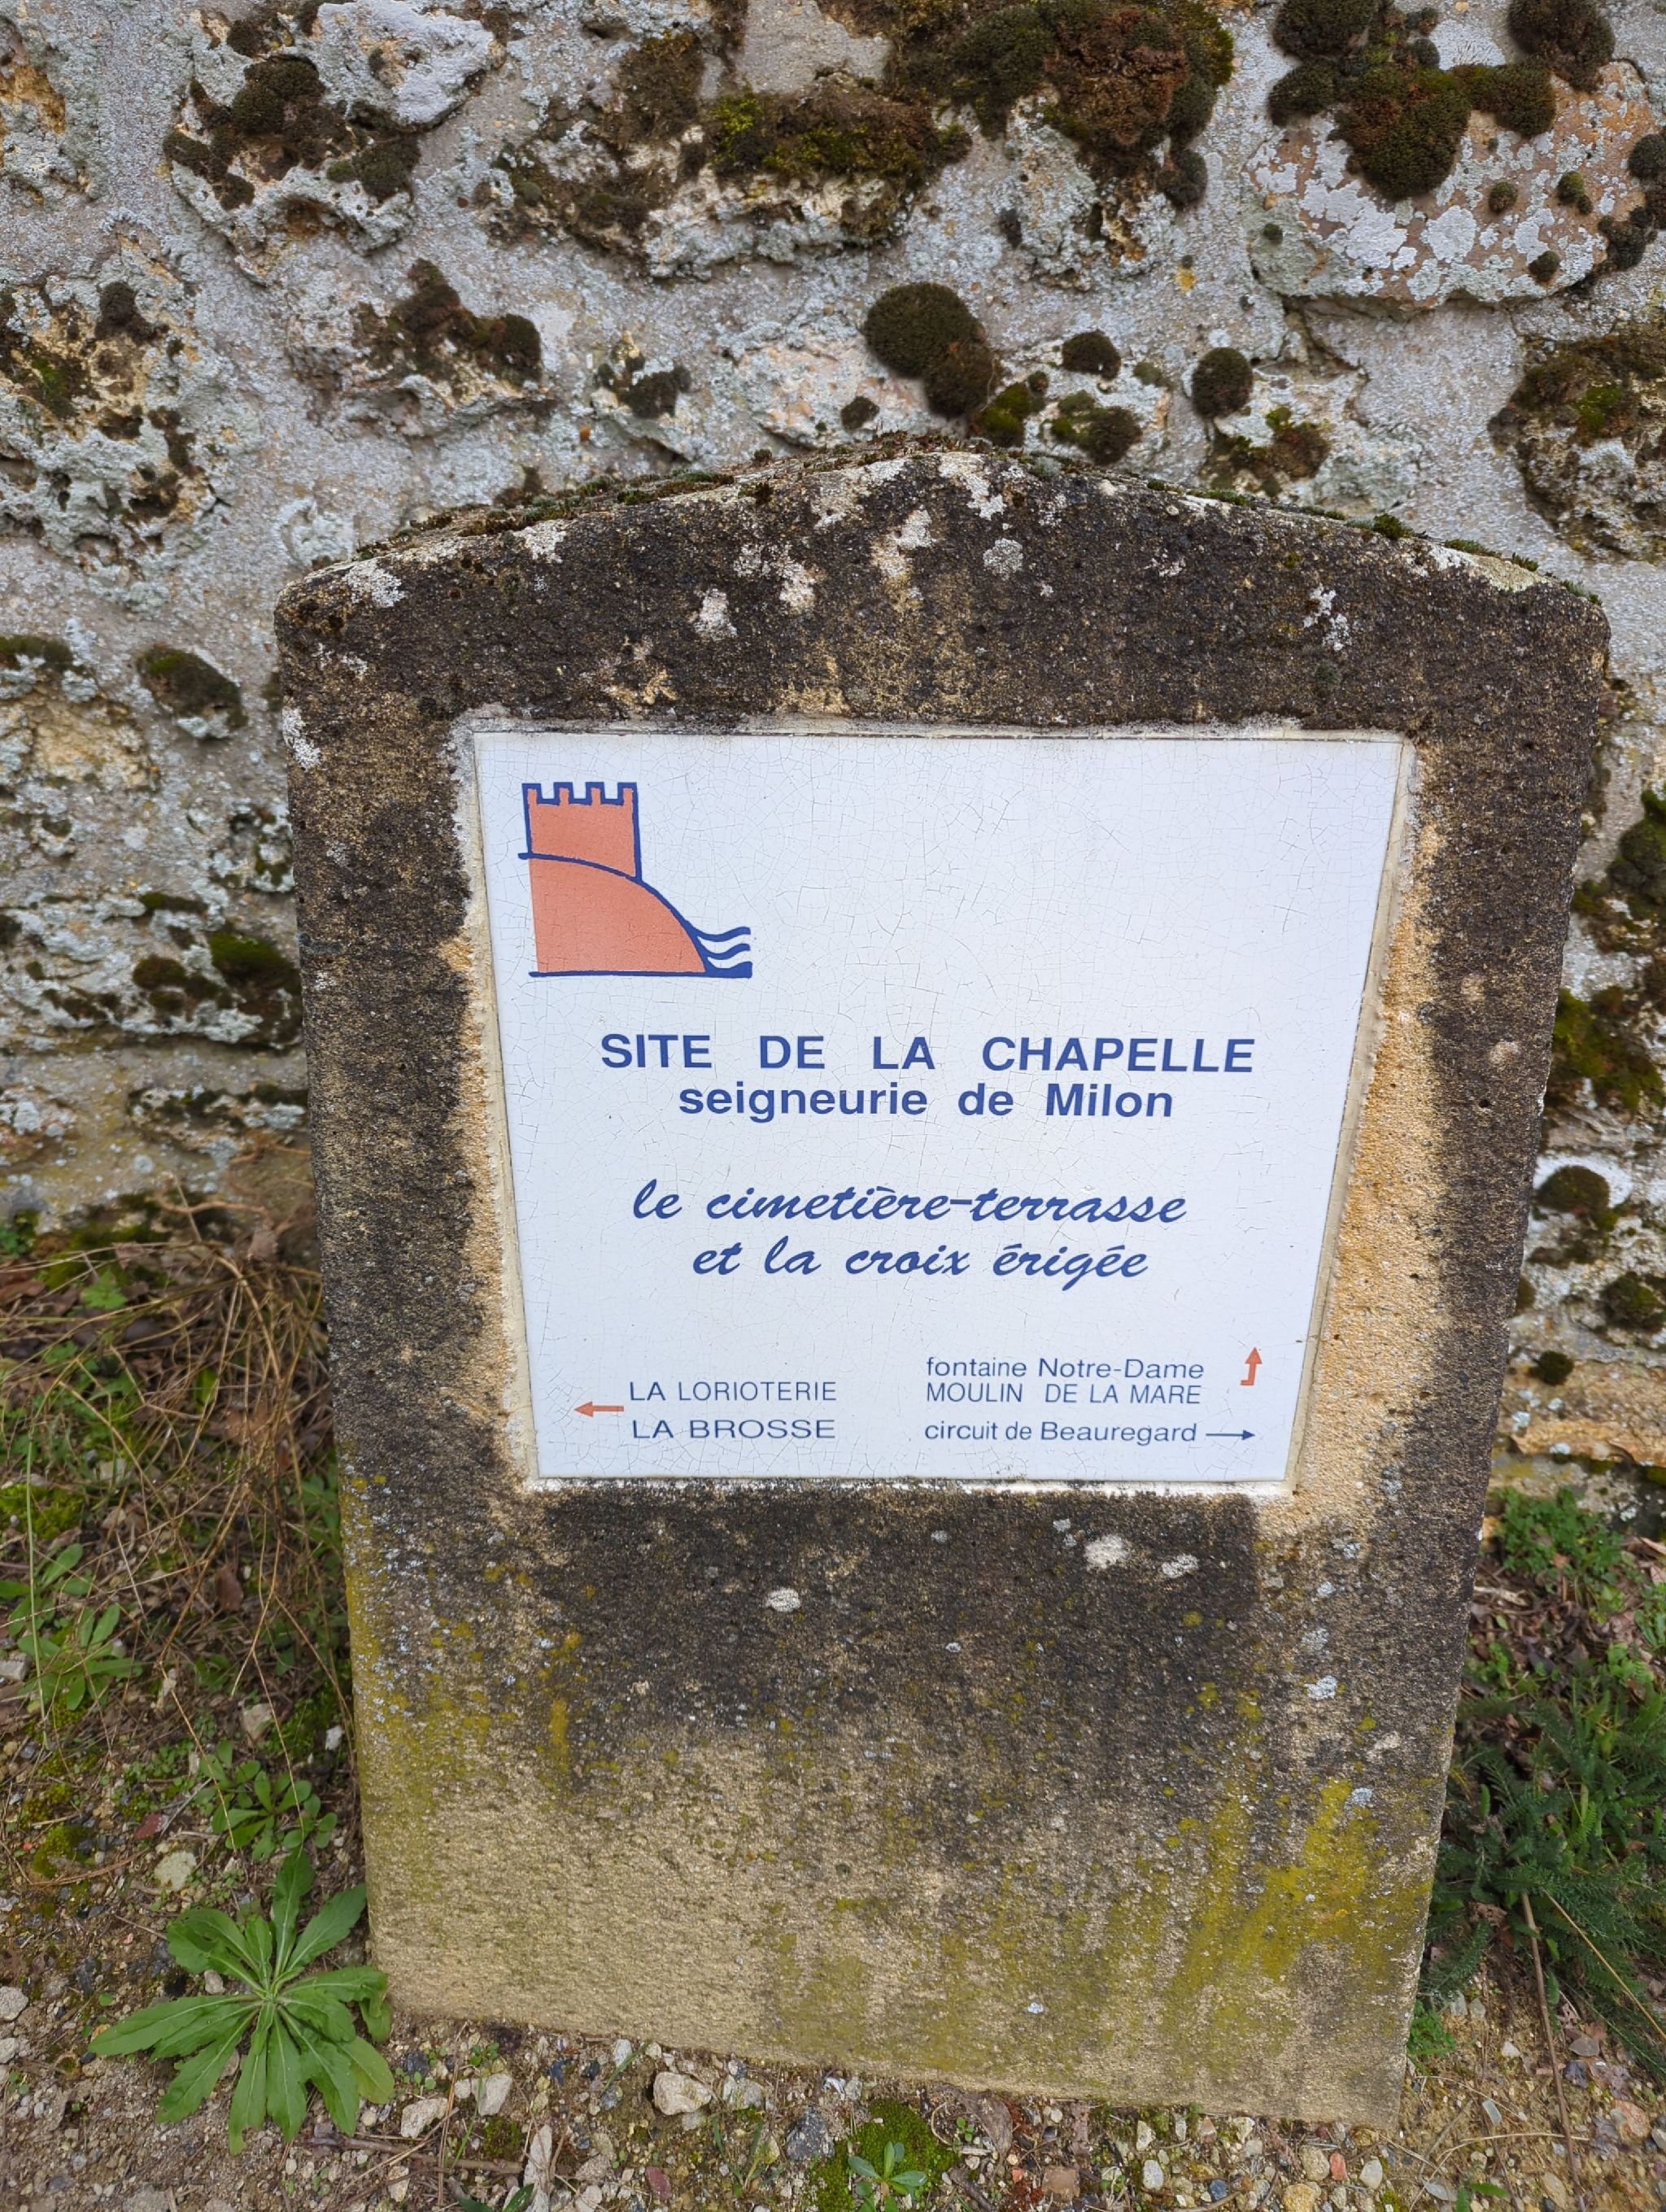 SITE DE LA CHAPELLE
seigneurie de Milon
le cimetière-terrasse
et la croix érigée
LA LORIOTERIE
LA BROSSE
fontaine Notre-Dame
MOULIN DE LA MARE
circuit de Beauregard